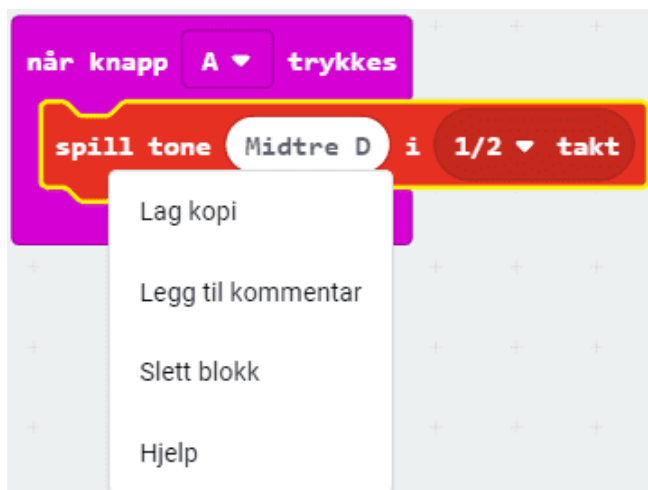 når knapp A trykkes
spill tone Midtre D i 1/2 takt
Lag kopi
Legg til kommentar
Slett blokk
Hjelp